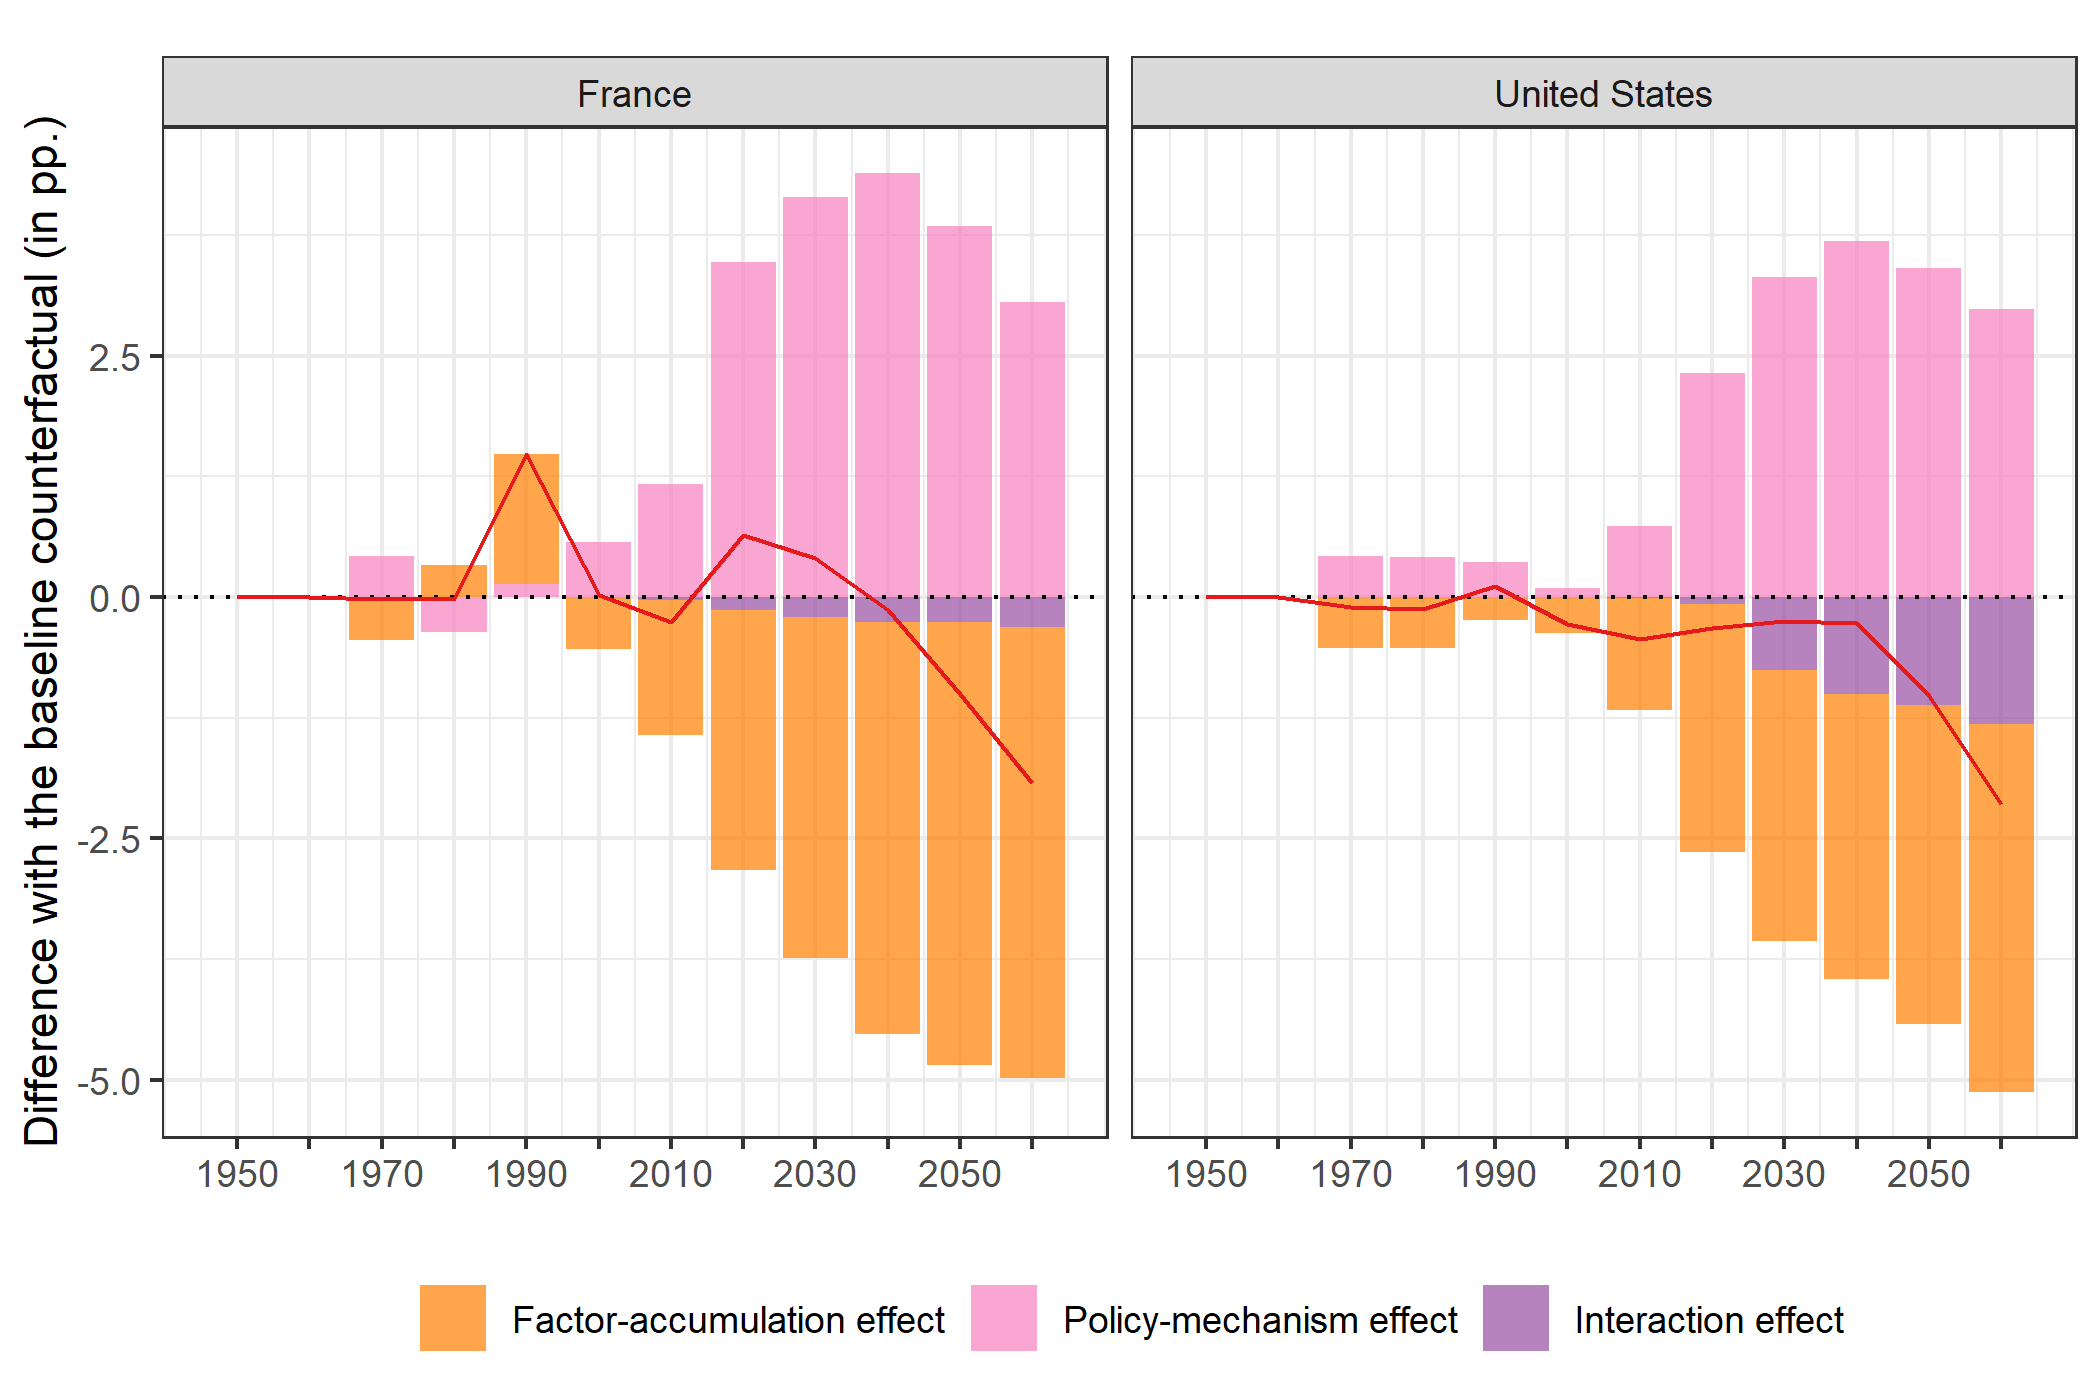 France
United States
Difference with the baseline counterfactual (in pp.)
2.5
0.0
-2.5
-5.0
1950 1970 1990 2010 2030 2050
1950 1970 1990 2010 2030 2050
Factor-accumulation effect Policy-mechanism effect Interaction effect